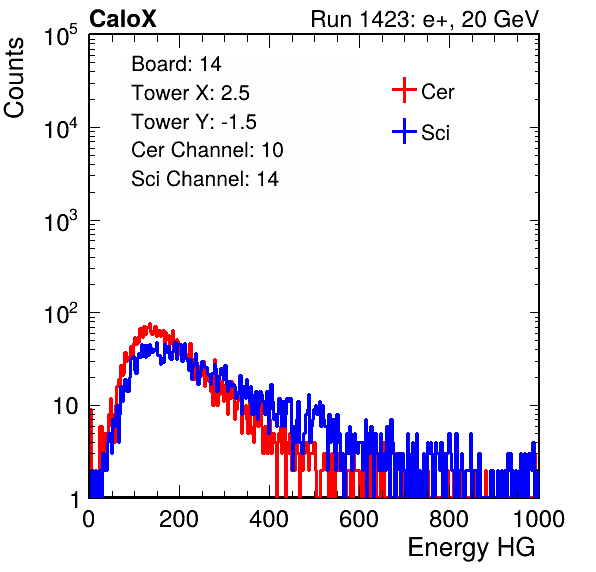 CaloX Run 1423: e+, 20 GeV
Board: 14
Tower X: 2.5
Tower Y: -1.5
Cer Channel: 10
Sci Channel: 14
Cer
Sci
Counts
10^5
10^4
10^3
10^2
10
1
0 200 400 600 800 1000
Energy HG